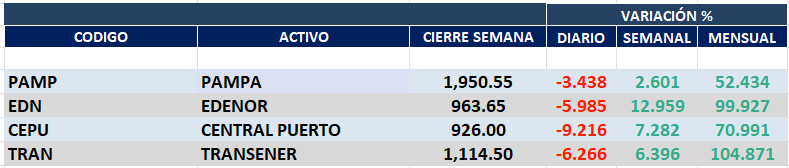 VARIACIÓN %
CODIGO ACTIVO CIERRE SEMANA DIARIO SEMANAL MENSUAL
PAMP PAMPA 1,950.55 -3.438 2.601 52.434
EDN EDENOR 963.65 -5.985 12.959 99.927
CEPU CENTRAL PUERTO 926.00 -9.216 7.282 70.991
TRAN TRANSENER 1,114.50 -6.266 6.396 104.871